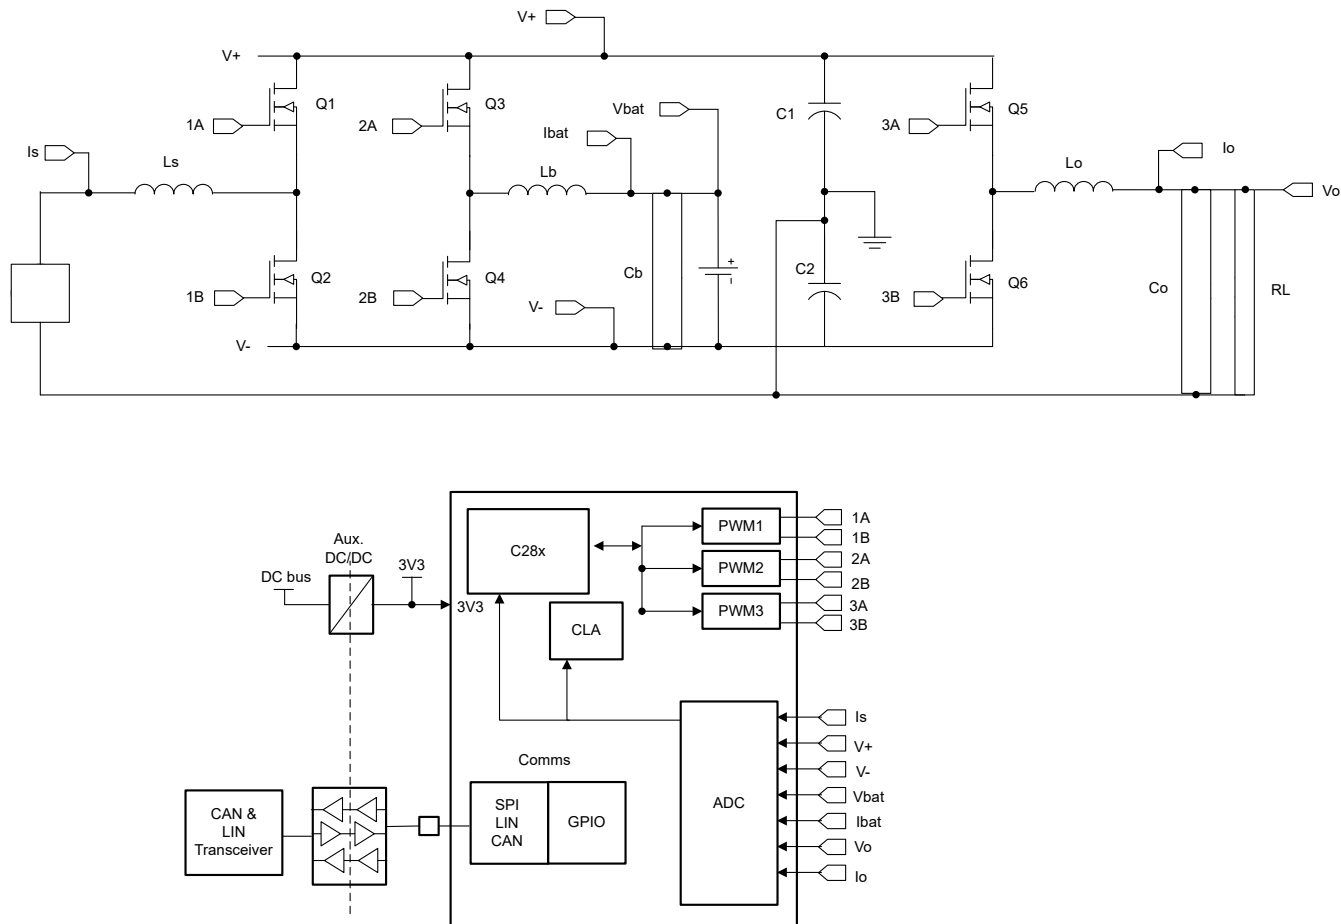 V+
V+
Q1
Q3
C1
Q5
1A
2A
3A
Vbat
Ibat
Is
Ls
Lb
Lo
Io
Vo
Q2
Q4
Cb
+
C2
Q6
1B
2B
3B
Co
RL
V-
V-
Aux.
DC/DC
DC bus
3V3
3V3
C28x
CLA
PWM1
PWM2
PWM3
1A
1B
2A
2B
3A
3B
ADC
Is
V+
V-
Vbat
Ibat
Vo
Io
Comms
SPI
LIN
CAN
GPIO
CAN &
LIN
Transceiver